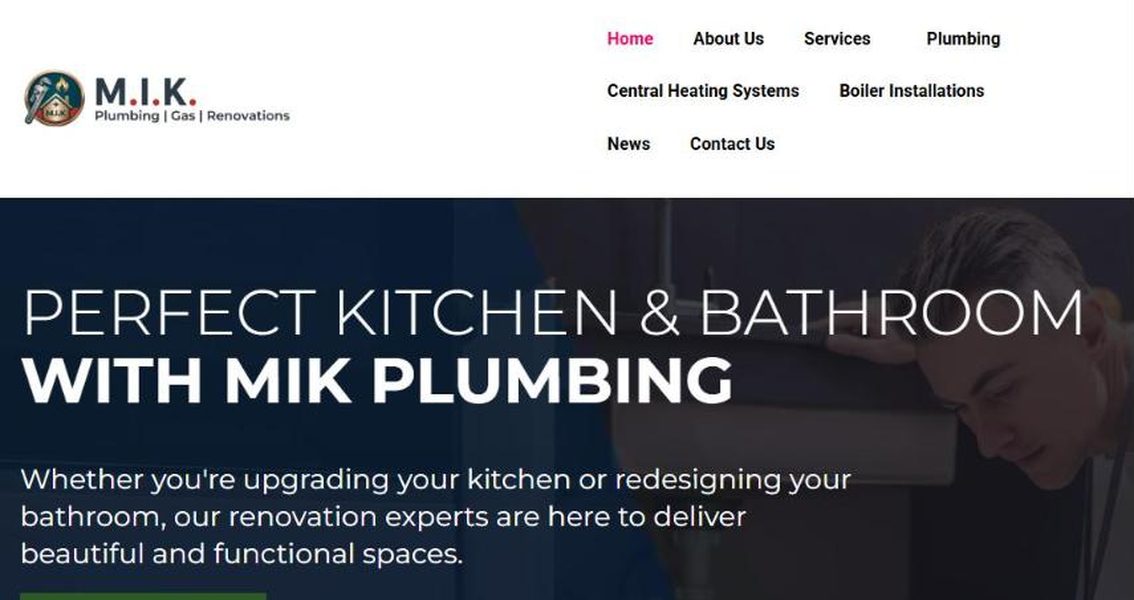 Home About Us Services Plumbing
M.I.K.
Plumbing | Gas | Renovations
M.I.K
Central Heating Systems Boiler Installations
News Contact Us
PERFECT KITCHEN & BATHROOM
WITH MIK PLUMBING
Whether you're upgrading your kitchen or redesigning your
bathroom, our renovation experts are here to deliver
beautiful and functional spaces.